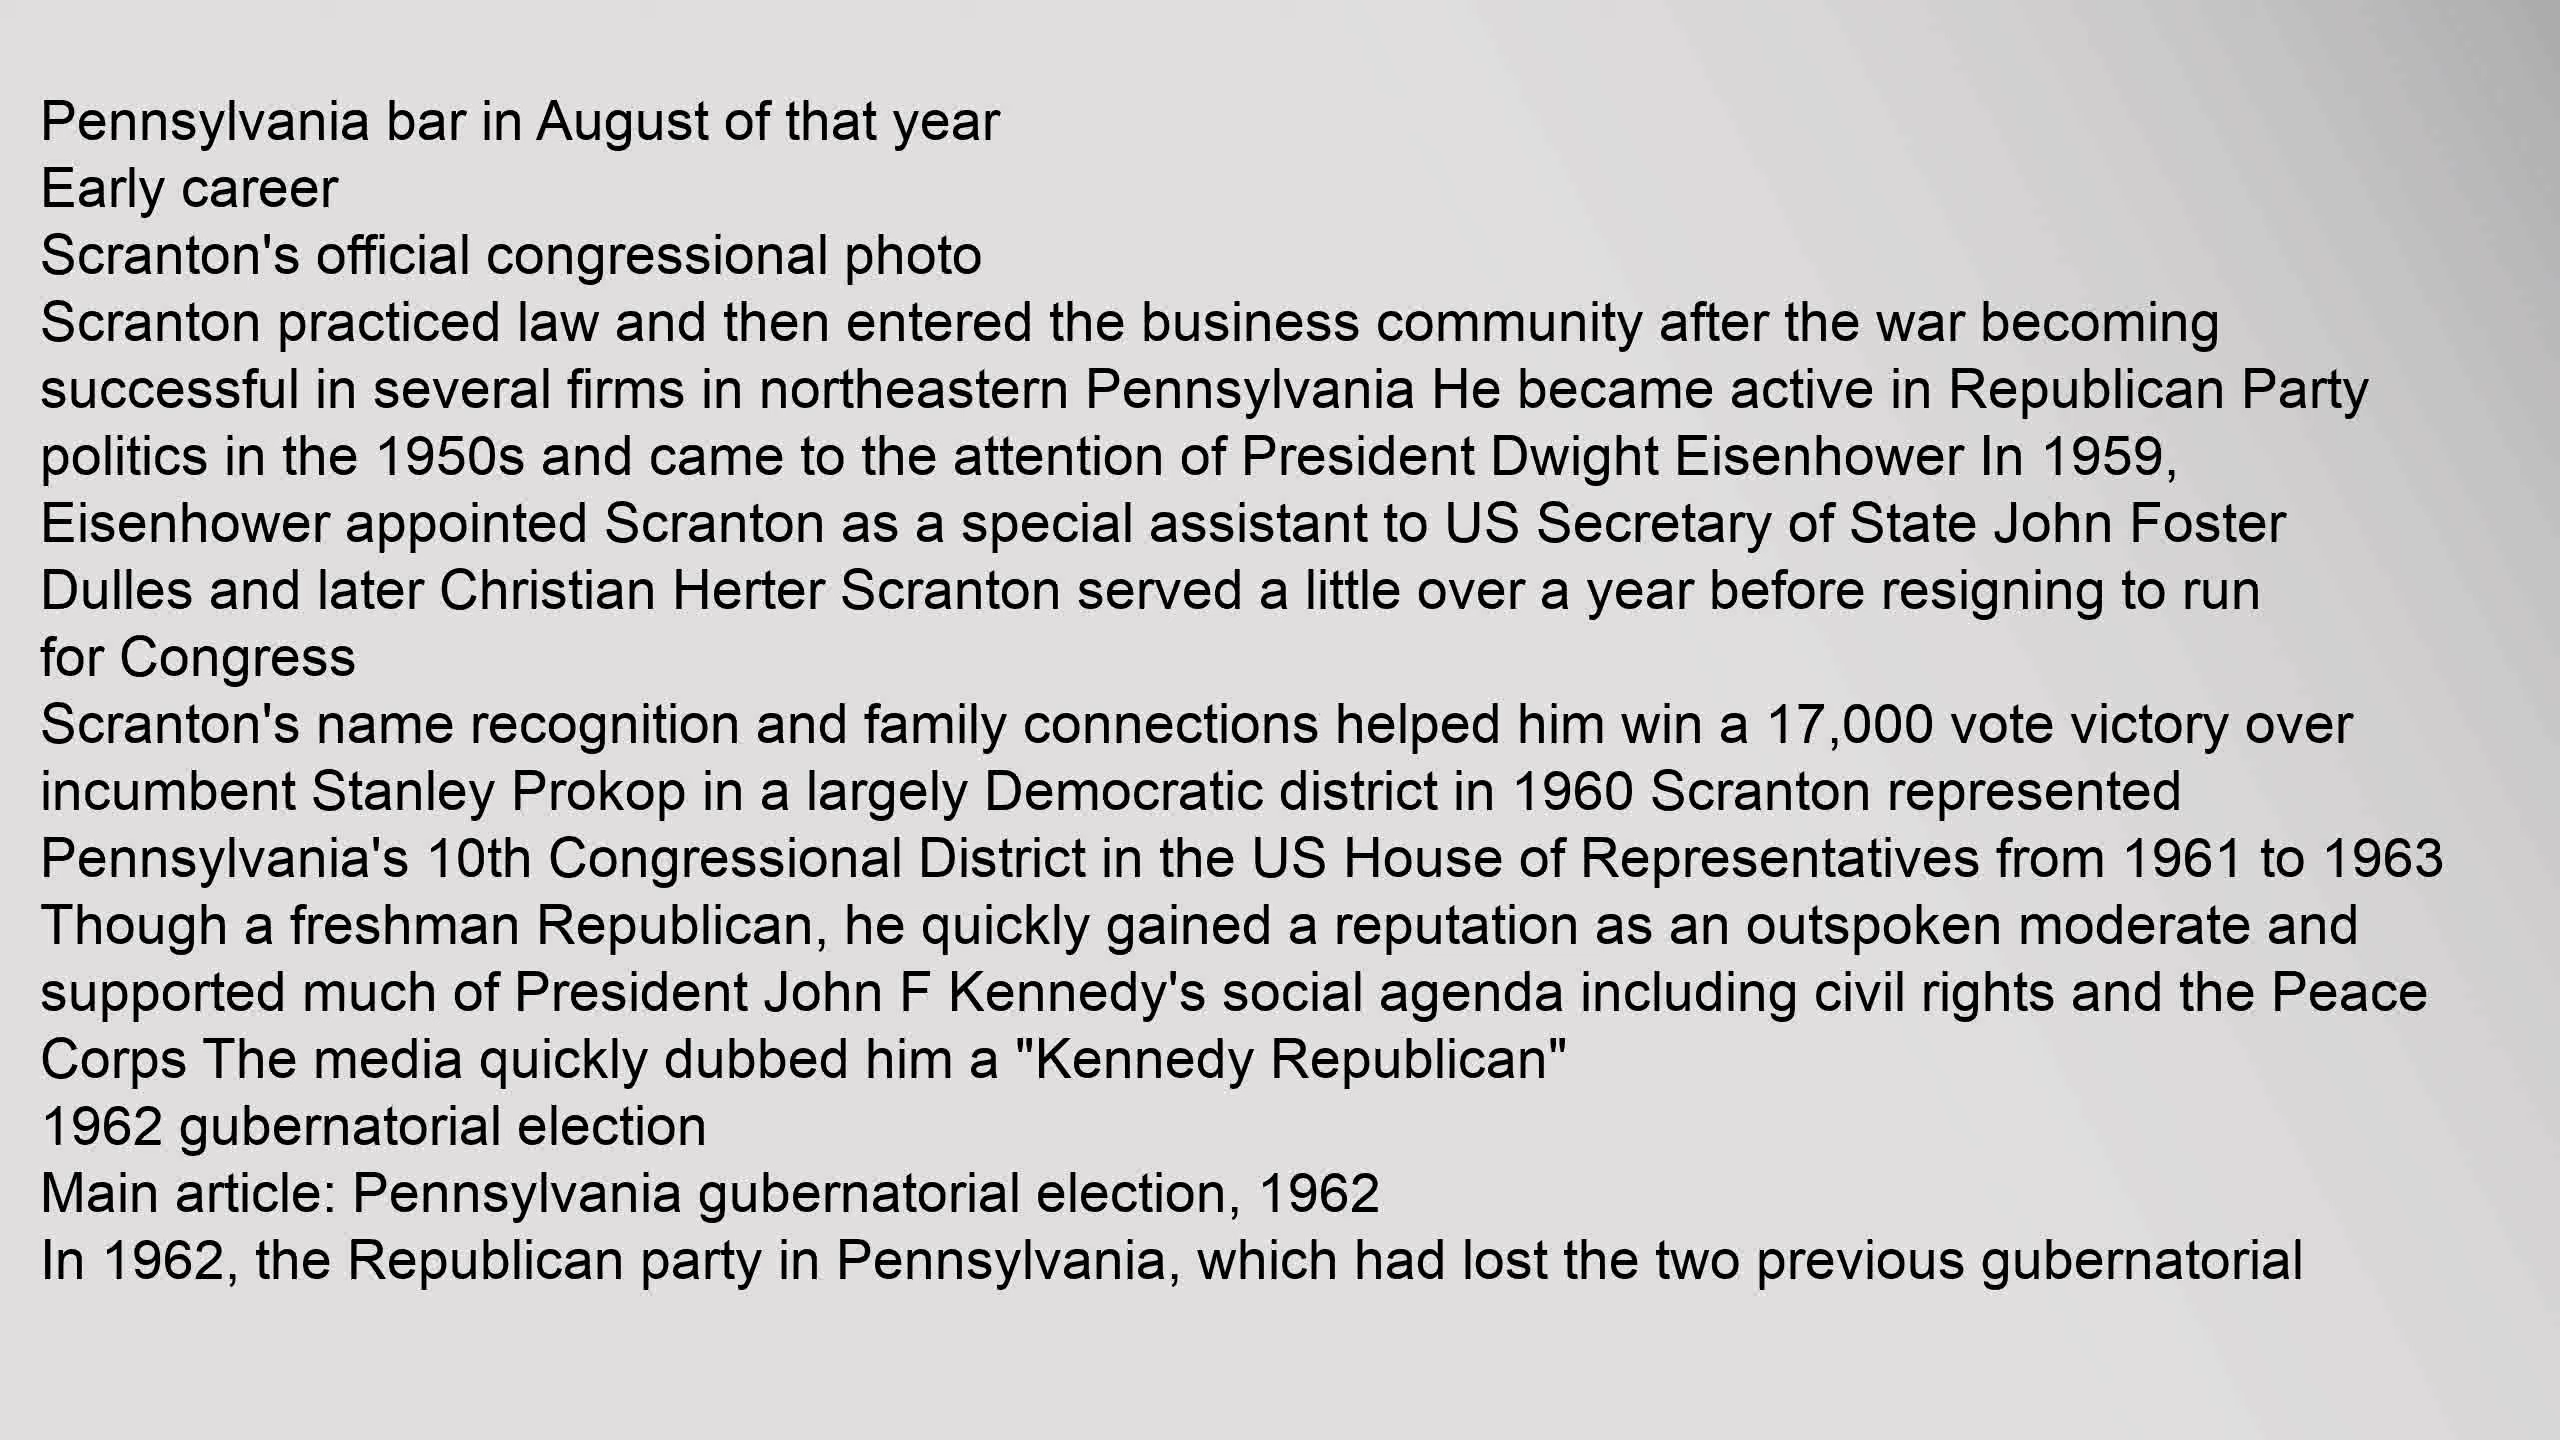 Pennsylvania bar in August of that year
Early career
Scranton's official congressional photo
Scranton practiced law and then entered the business community after the war becoming
successful in several firms in northeastern Pennsylvania He became active in Republican Party
politics in the 1950s and came to the attention of President Dwight Eisenhower In 1959,
Eisenhower appointed Scranton as a special assistant to US Secretary of State John Foster
Dulles and later Christian Herter Scranton served a little over a year before resigning to run
for Congress
Scranton's name recognition and family connections helped him win a 17,000 vote victory over
incumbent Stanley Prokop in a largely Democratic district in 1960 Scranton represented
Pennsylvania's 10th Congressional District in the US House of Representatives from 1961 to 1963
Though a freshman Republican, he quickly gained a reputation as an outspoken moderate and
supported much of President John F Kennedy's social agenda including civil rights and the Peace
Corps The media quickly dubbed him a "Kennedy Republican"
1962 gubernatorial election
Main article: Pennsylvania gubernatorial election, 1962
In 1962, the Republican party in Pennsylvania, which had lost the two previous gubernatorial